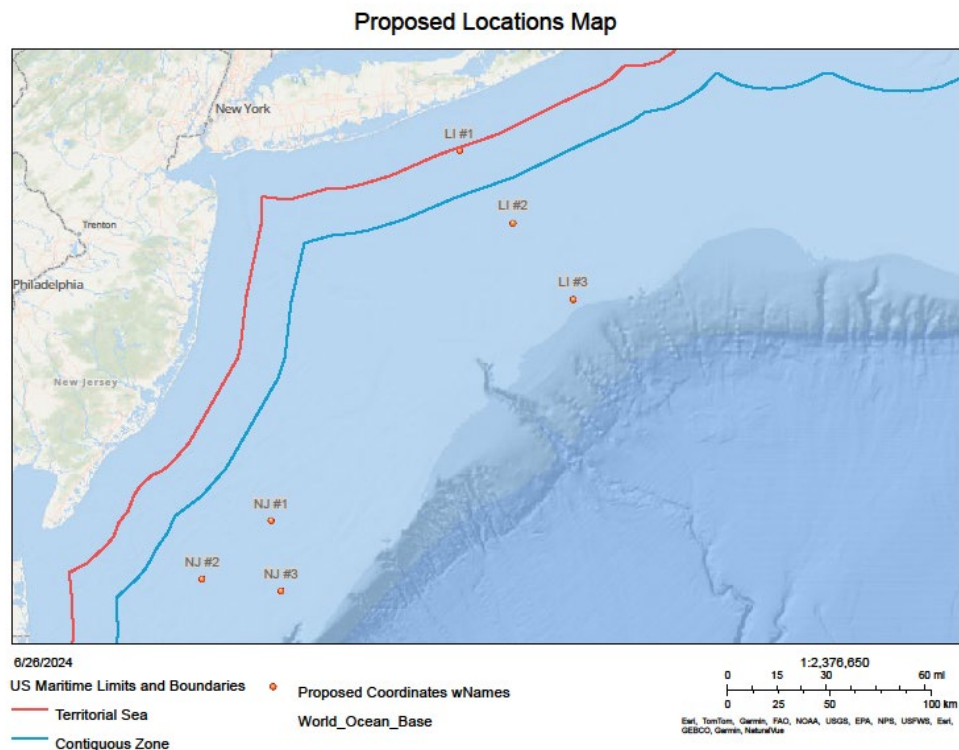 Proposed Locations Map
New York
LI #1
LI #2
Trenton
Philadelphia
LI #3
New Jersey
NJ #1
NJ #2
NJ #3
6/26/2024
US Maritime Limits and Boundaries
Territorial Sea
Contiguous Zone
Proposed Coordinates wNames
World_Ocean_Base
1:2,376,650
0 15 30 60 mi
0 25 50 100 km
Esri, TomTom, Garmin, FAO, NOAA, USGS, EPA, NPS, USFWS, Esri,
GEBCO, Garmin, NaturalVue